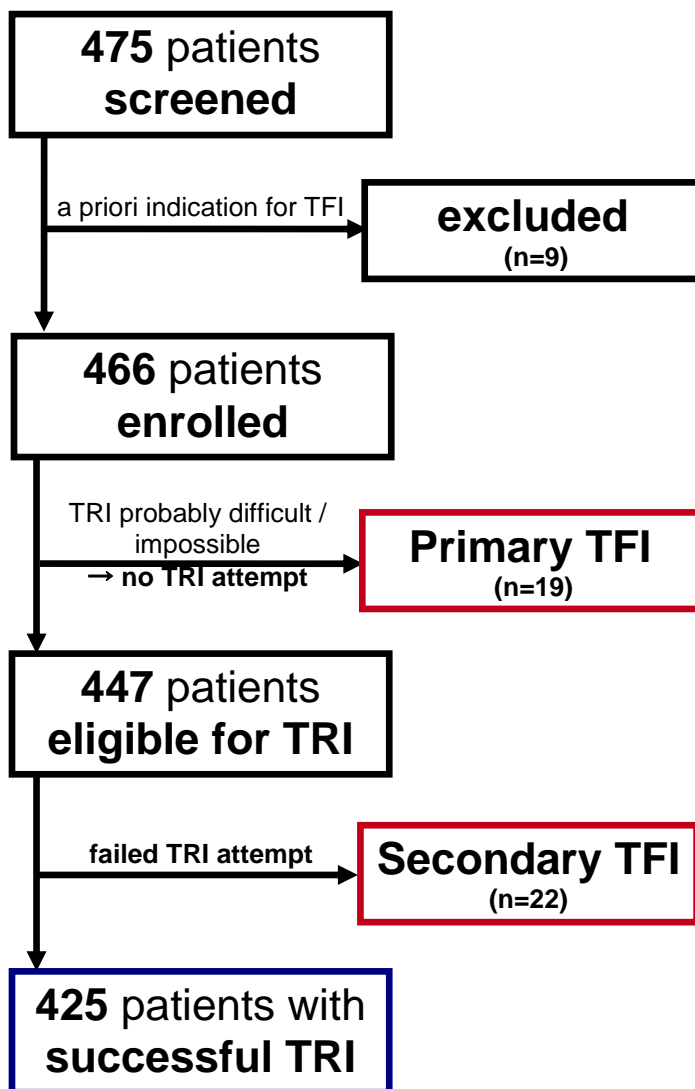 475 patients
screened
a priori indication for TFI
excluded
(n=9)
466 patients
enrolled
TRI probably difficult /
impossible
→ no TRI attempt
Primary TFI
(n=19)
447 patients
eligible for TRI
failed TRI attempt
Secondary TFI
(n=22)
425 patients with
successful TRI